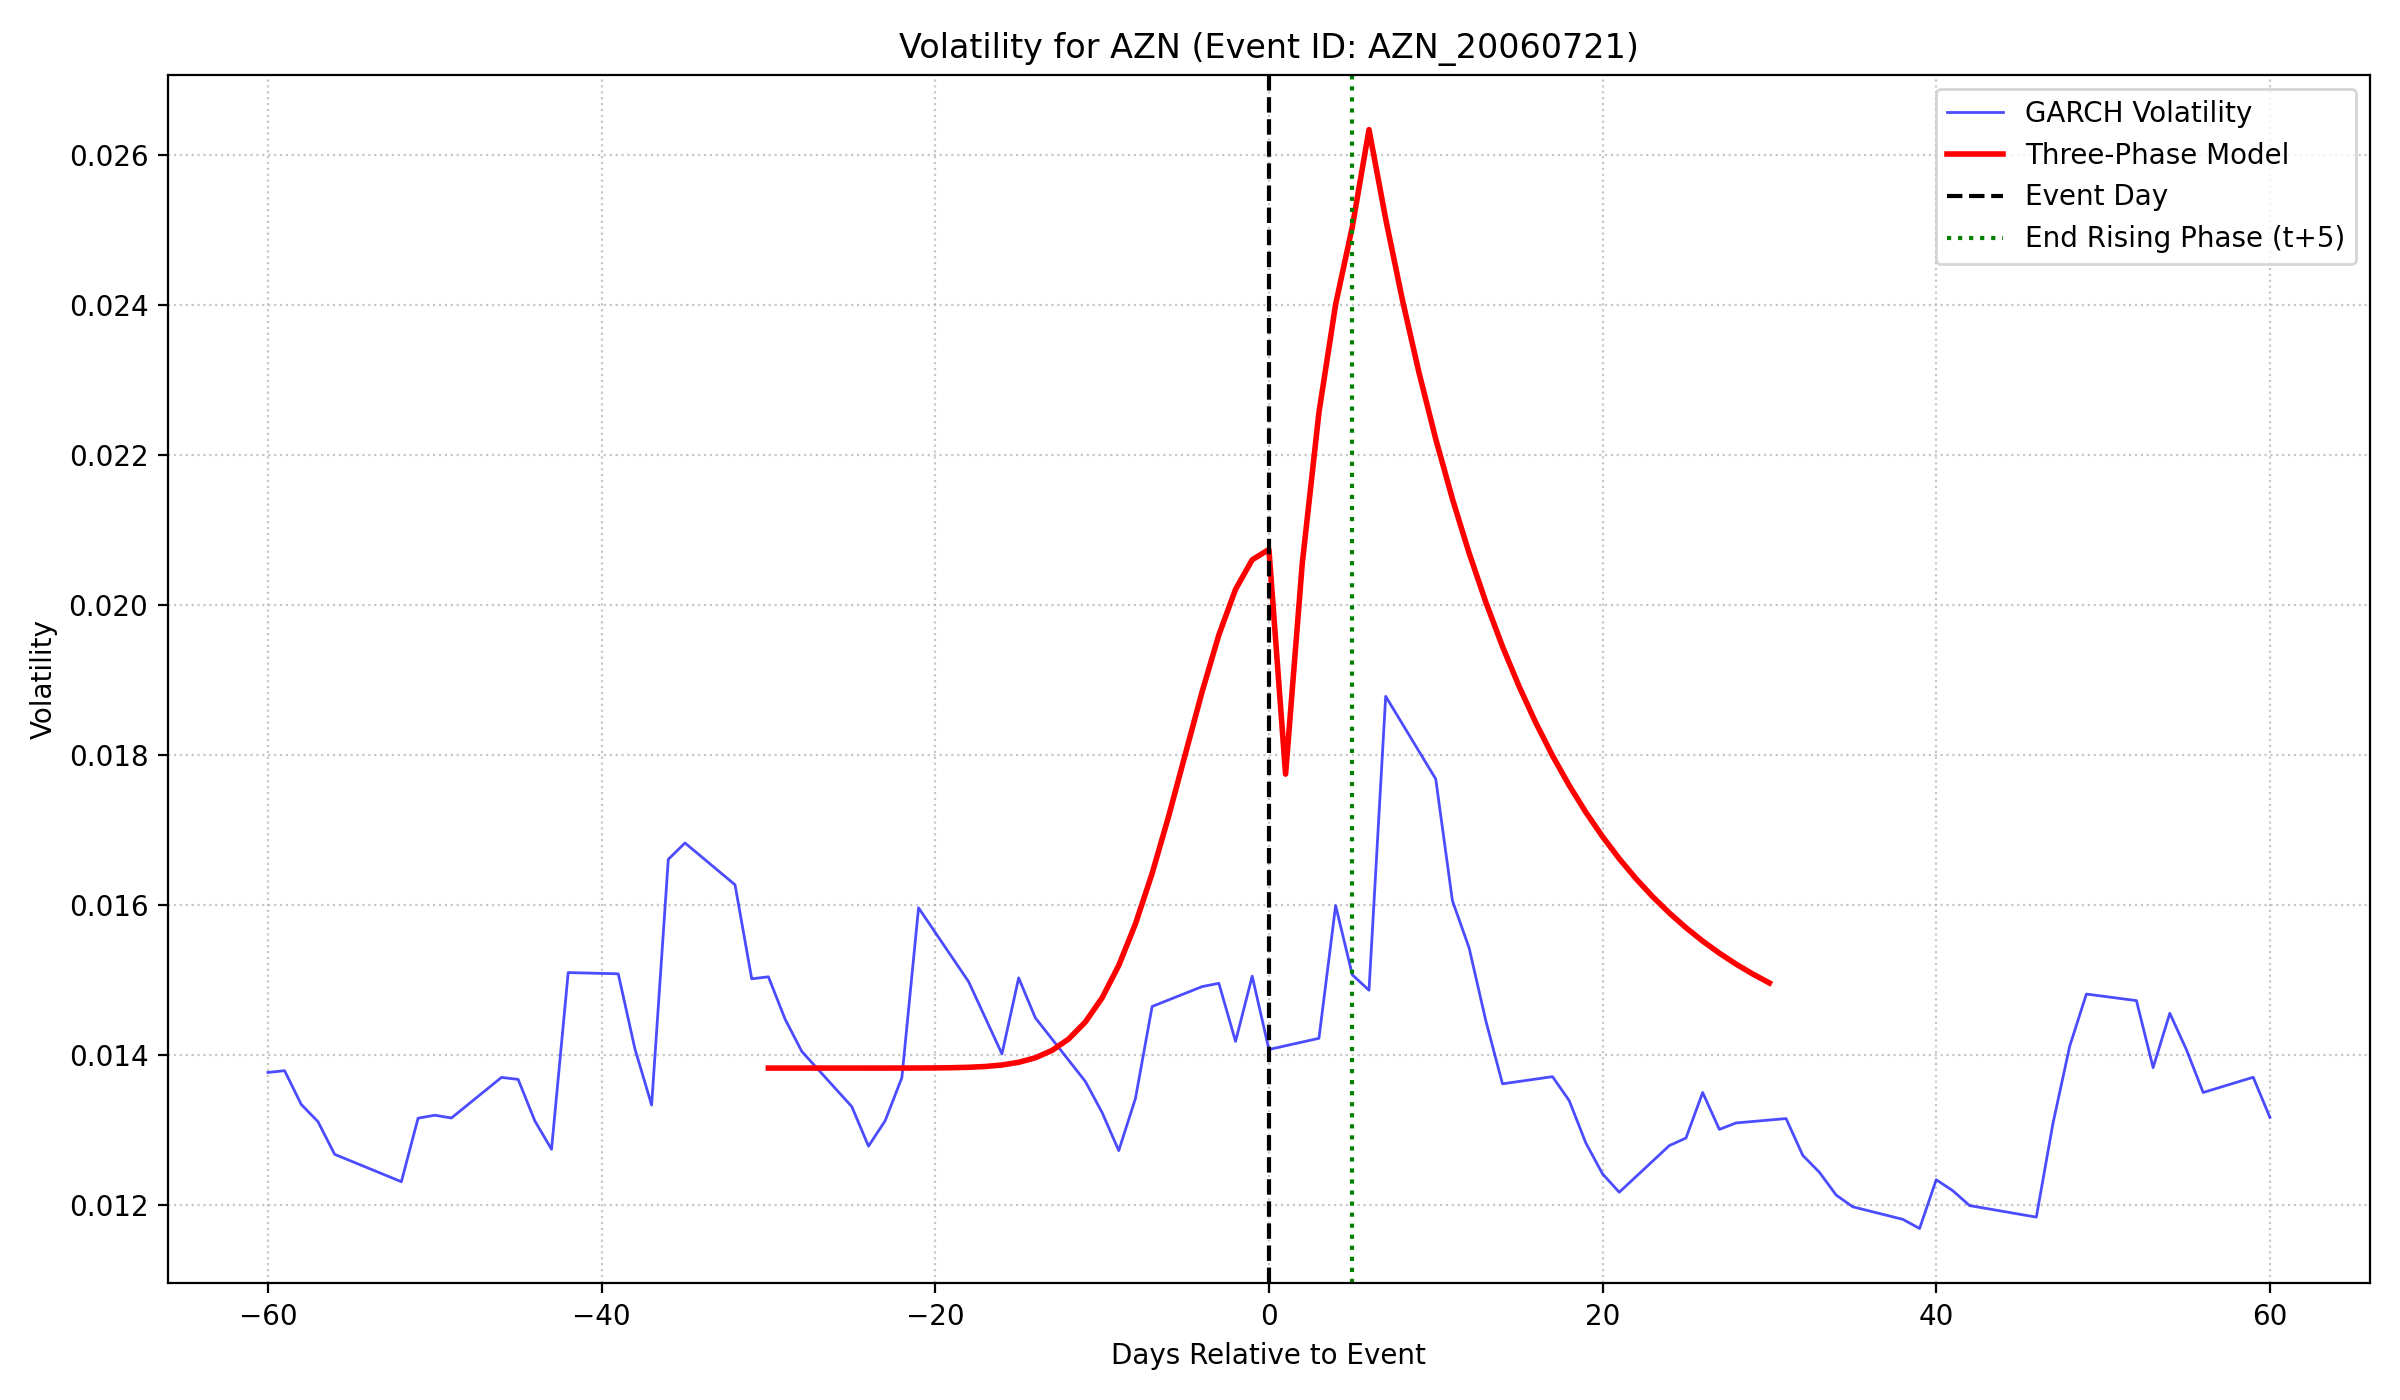 Volatility for AZN (Event ID: AZN_20060721)
GARCH Volatility
Three-Phase Model
Event Day
End Rising Phase (t+5)
Volatility
0.026
0.024
0.022
0.020
0.018
0.016
0.014
0.012
−60 −40 −20 0 20 40 60
Days Relative to Event